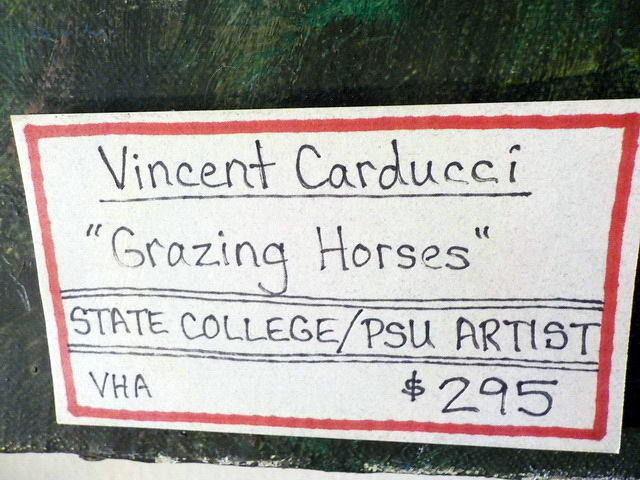 Vincent Carducci
"Grazing Horses"
STATE COLLEGE/PSU ARTIST
VHA $295